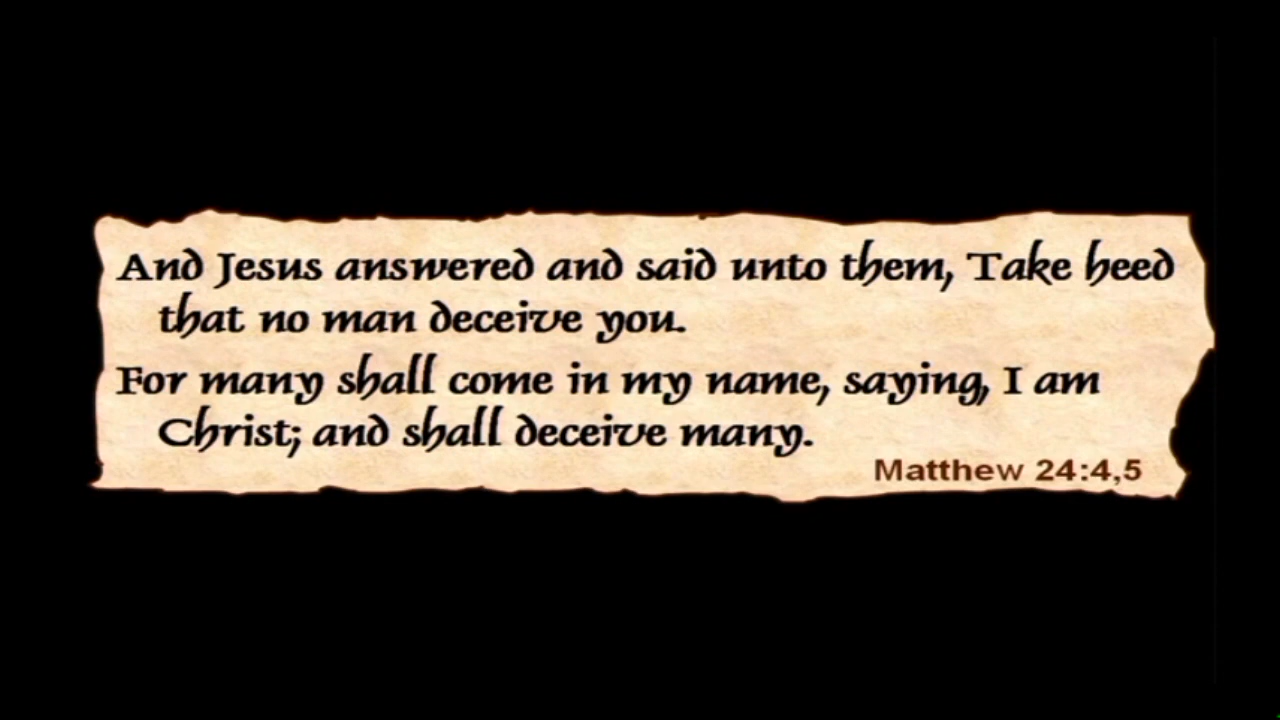 And Jesus answered and said unto them, Take heed
that no man deceive you.
For many shall come in my name, saying, I am
Christ; and shall deceive many.
Matthew 24:4,5